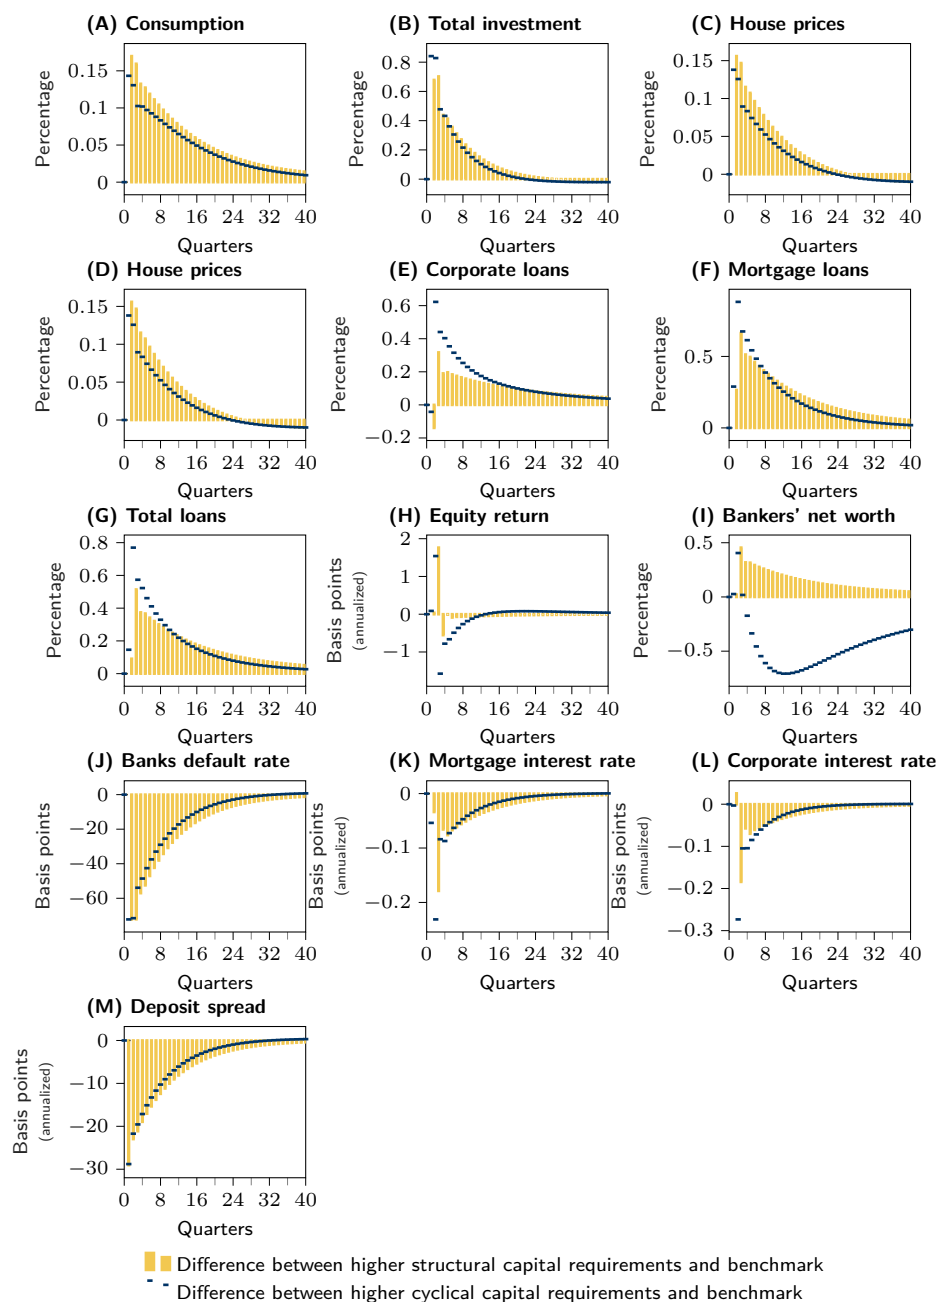 (A) Consumption
Percentage
0.15
0.1
0.05
0
0 8 16 24 32 40
Quarters
(B) Total investment
Percentage
0.8
0.6
0.4
0.2
0
0 8 16 24 32 40
Quarters
(C) House prices
Percentage
0.15
0.1
0.05
0
0 8 16 24 32 40
Quarters
(D) House prices
Percentage
0.15
0.1
0.05
0
0 8 16 24 32 40
Quarters
(E) Corporate loans
Percentage
0.6
0.4
0.2
0
−0.2
0 8 16 24 32 40
Quarters
(F) Mortgage loans
Percentage
0.5
0
0 8 16 24 32 40
Quarters
(G) Total loans
Percentage
0.8
0.6
0.4
0.2
0
0 8 16 24 32 40
Quarters
(H) Equity return
Basis points
(annualized)
2
1
0
−1
0 8 16 24 32 40
Quarters
(I) Bankers' net worth
Percentage
0.5
0
−0.5
0 8 16 24 32 40
Quarters
(J) Banks default rate
Basis points
0
−20
−40
−60
0 8 16 24 32 40
Quarters
(K) Mortgage interest rate
Basis points
(annualized)
0
−0.1
−0.2
0 8 16 24 32 40
Quarters
(L) Corporate interest rate
Basis points
(annualized)
0
−0.1
−0.2
−0.3
0 8 16 24 32 40
Quarters
(M) Deposit spread
Basis points
(annualized)
0
−10
−20
−30
0 8 16 24 32 40
Quarters
Difference between higher structural capital requirements and benchmark
Difference between higher cyclical capital requirements and benchmark